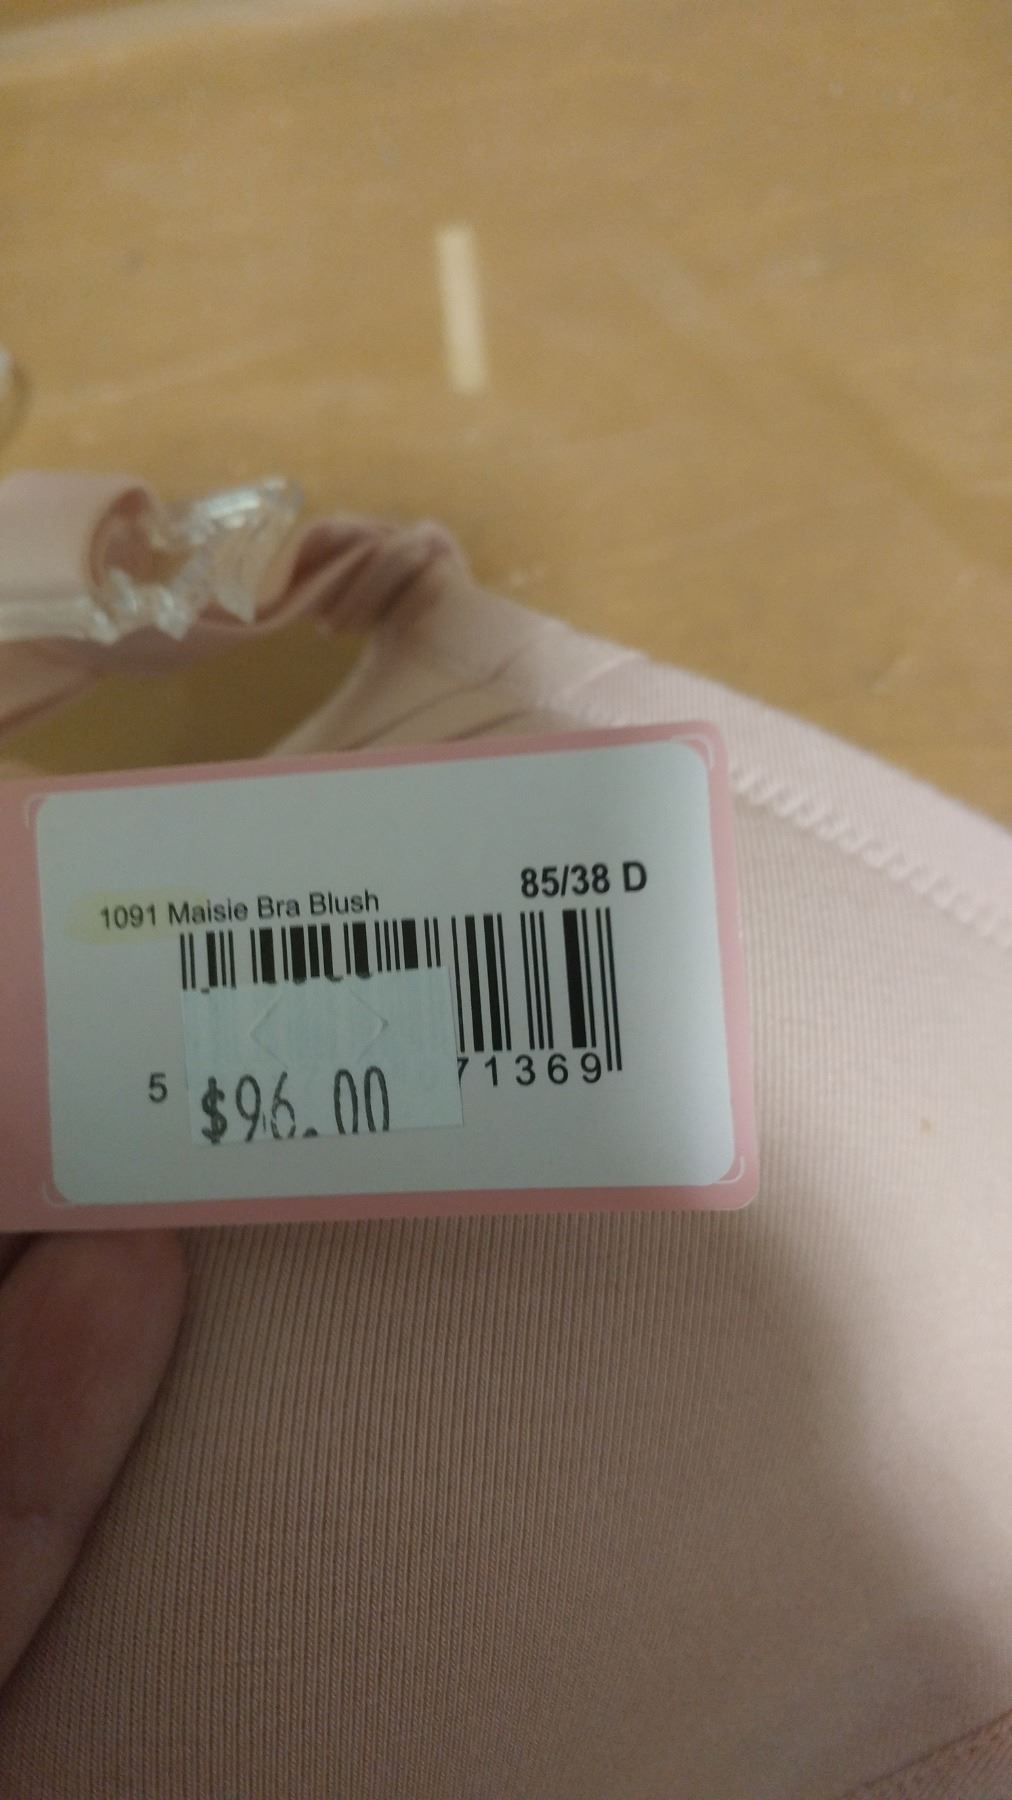 85/38 D
1091 Maisie Bra Blush
5 71369
$96.00